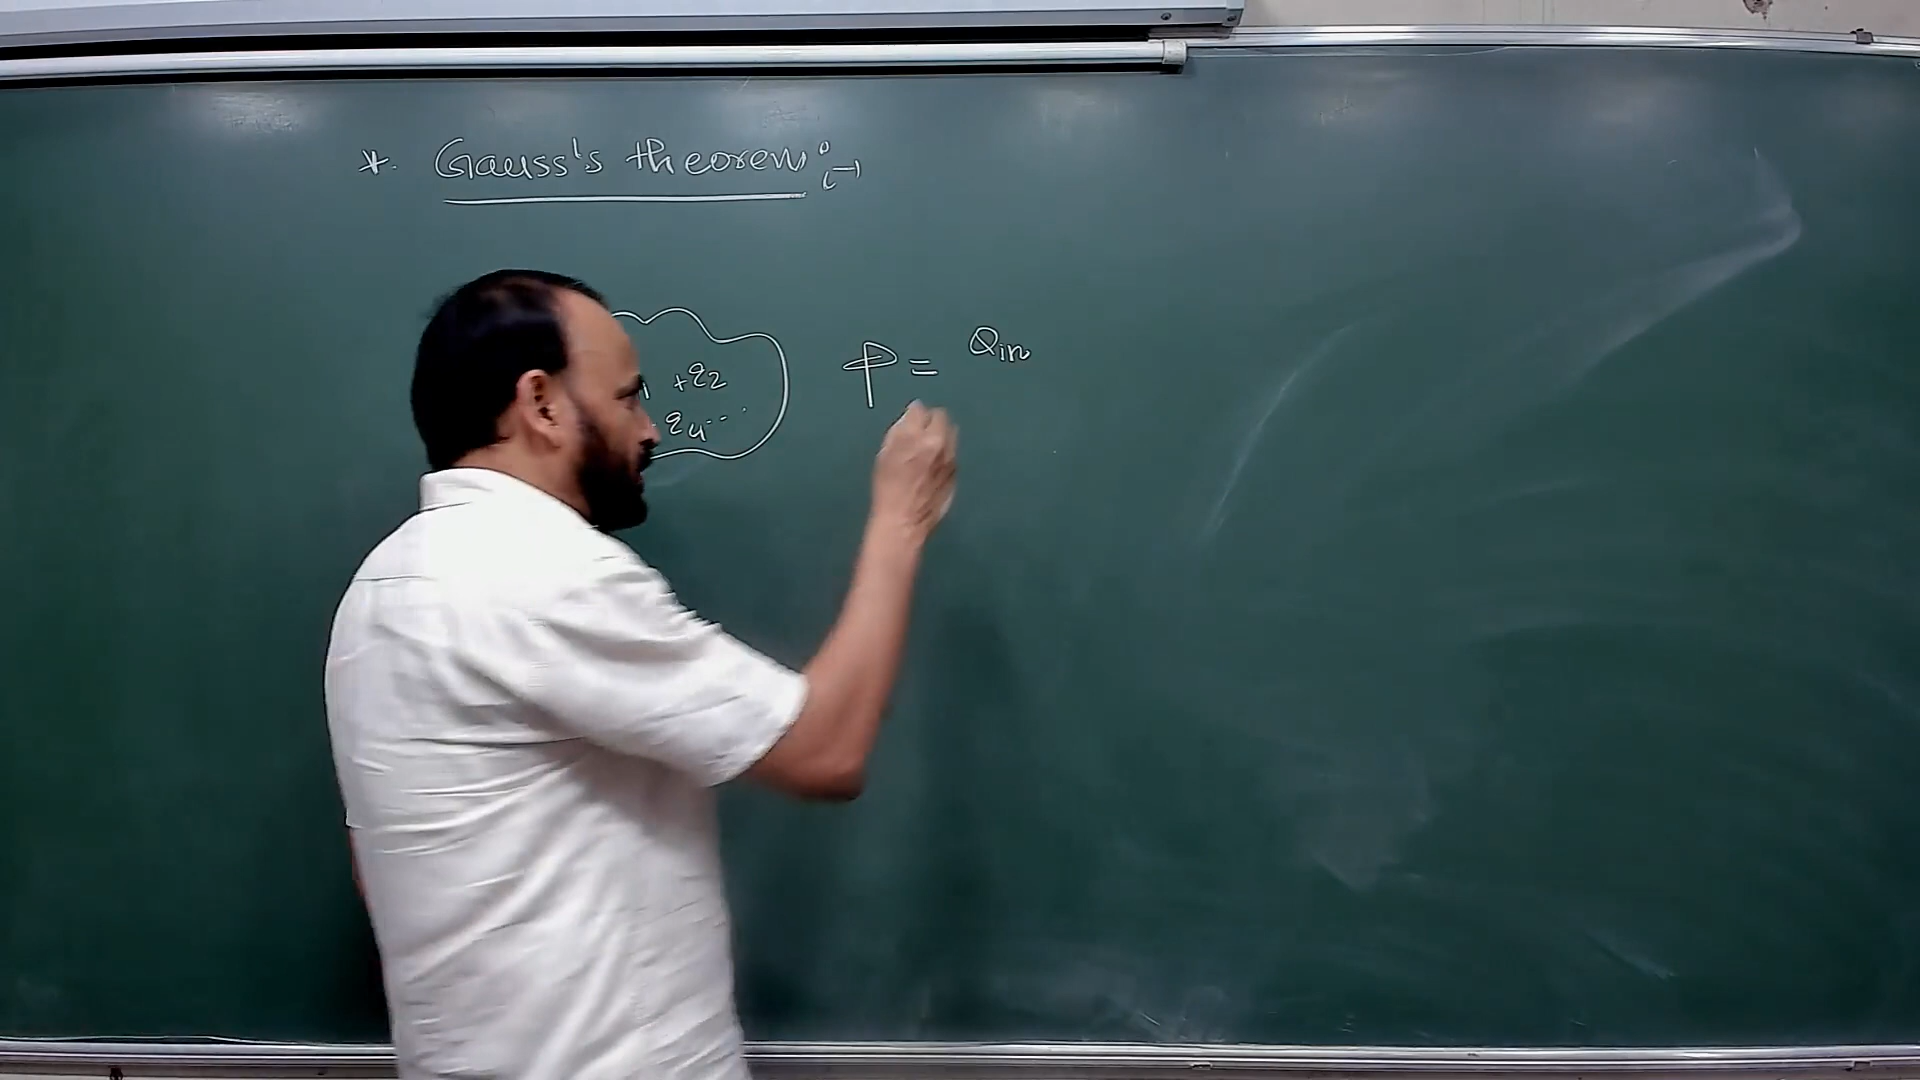 *. Gauss's theorem :-
+q2
q4...
φ = Qin